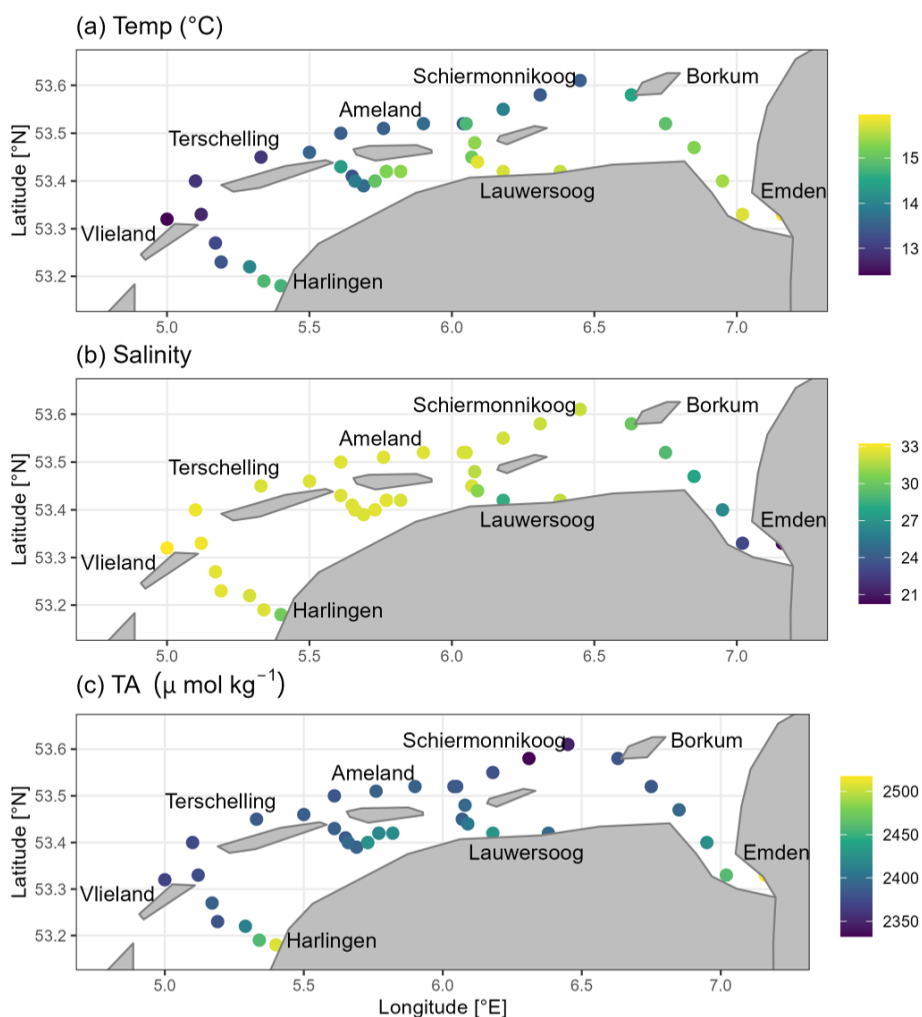 (a) Temp (°C)
Schiermonnikoog
Borkum
53.6
Ameland
Terschelling
53.5
15
53.4
Lauwersoog
Emden
14
53.3
Vlieland
13
53.2
Harlingen
Latitude [°N]
5.0 5.5 6.0 6.5 7.0
(b) Salinity
Schiermonnikoog
Borkum
53.6
Ameland
33
Terschelling
53.5
30
53.4
Lauwersoog
Emden
27
53.3
Vlieland
24
53.2
Harlingen
21
Latitude [°N]
5.0 5.5 6.0 6.5 7.0
(c) TA (μ mol kg⁻¹)
Schiermonnikoog
Borkum
53.6
Ameland
2500
Terschelling
53.5
2450
53.4
Lauwersoog
Emden
2400
53.3
Vlieland
2350
53.2
Harlingen
Latitude [°N]
5.0 5.5 6.0 6.5 7.0
Longitude [°E]